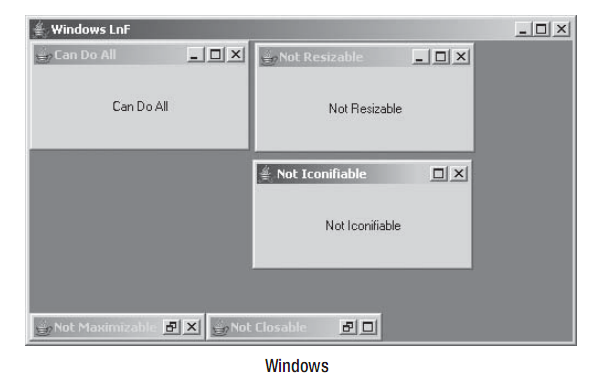 Windows LnF
Can Do All
Not Resizable
Can Do All
Not Resizable
Not Iconifiable
Not Iconifiable
Not Maximizable
Not Closable
Windows